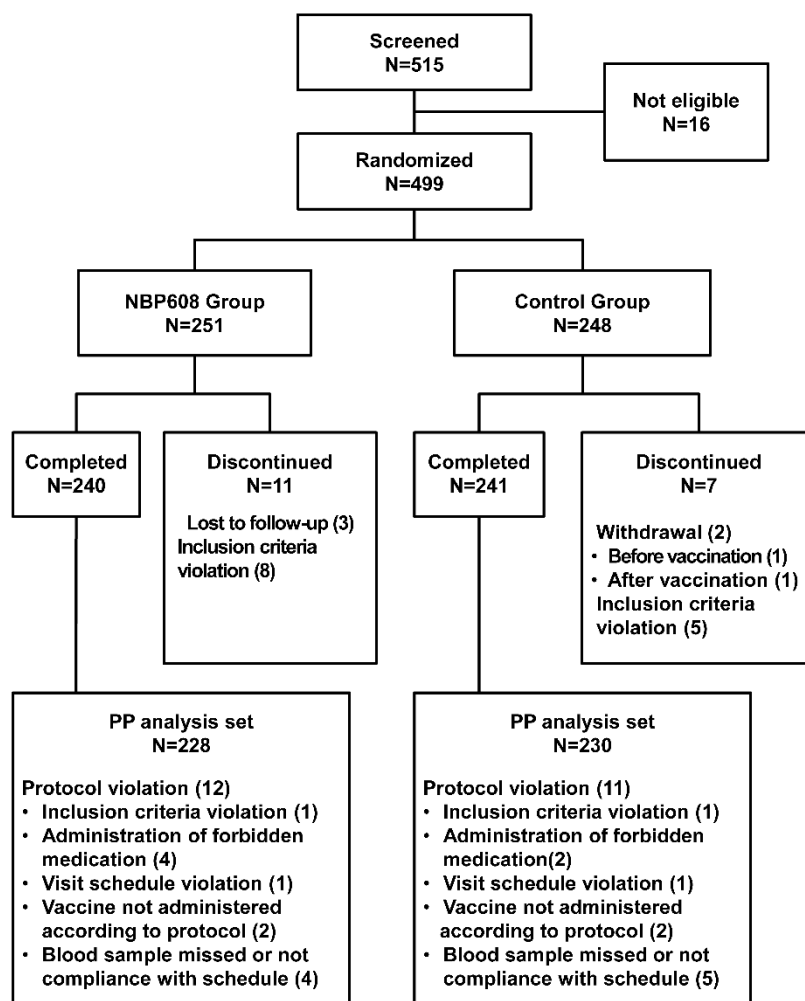 Screened
N=515
Not eligible
N=16
Randomized
N=499
NBP608 Group
N=251
Control Group
N=248
Completed
N=240
Discontinued
N=11
Lost to follow-up (3)
Inclusion criteria
violation (8)
Completed
N=241
Discontinued
N=7
Withdrawal (2)
• Before vaccination (1)
• After vaccination (1)
Inclusion criteria
violation (5)
PP analysis set
N=228
Protocol violation (12)
• Inclusion criteria violation (1)
• Administration of forbidden
medication (4)
• Visit schedule violation (1)
• Vaccine not administered
according to protocol (2)
• Blood sample missed or not
compliance with schedule (4)
PP analysis set
N=230
Protocol violation (11)
• Inclusion criteria violation (1)
• Administration of forbidden
medication(2)
• Visit schedule violation (1)
• Vaccine not administered
according to protocol (2)
• Blood sample missed or not
compliance with schedule (5)